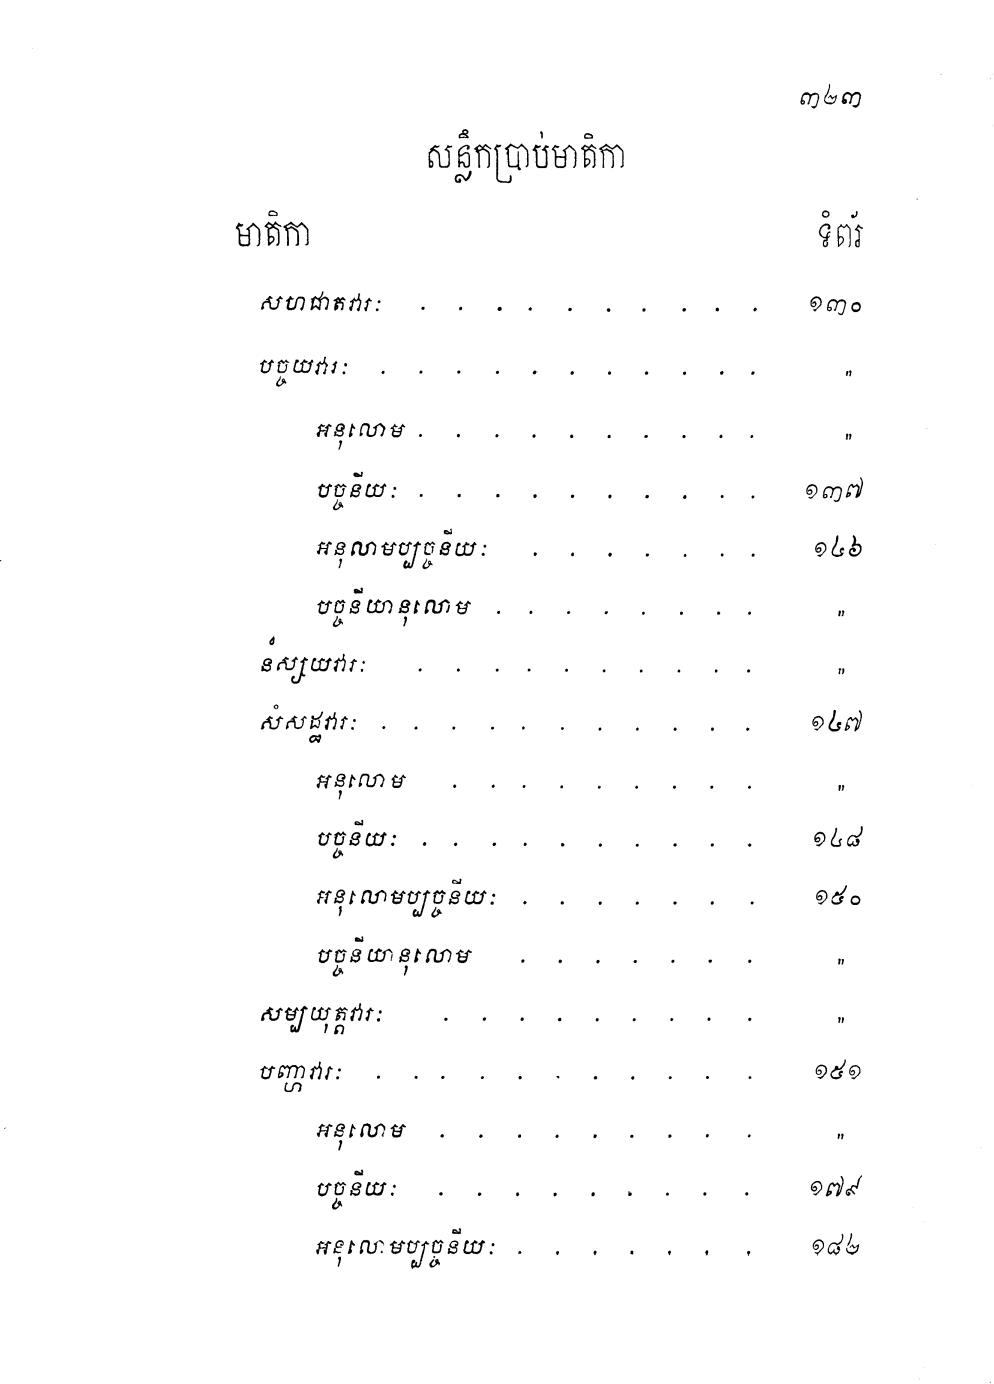 ៣២៣
សន្លឹកប្រាប់មាតិកា
មាតិកា ទំព័រ
សហជាតវារៈ . . . . . . . . . . ១៣០
បច្ចយវារៈ . . . . . . . . . . . "
អនុលោម . . . . . . . . . . "
បច្ចនីយៈ . . . . . . . . . . ១៣៧
អនុលាមប្បច្ចនីយៈ . . . . . . . ១៤៦
បច្ចនីយានុលោម . . . . . . . . "
និស្សយវារៈ . . . . . . . . . . "
សំសដ្ឋវារៈ . . . . . . . . . . . ១៤៧
អនុលោម . . . . . . . . . "
បច្ចនីយៈ . . . . . . . . . . ១៤៨
អនុលោមប្បច្ចនីយៈ . . . . . . . ១៥០
បច្ចនីយានុលោម . . . . . . . "
សម្បយុត្តវារៈ . . . . . . . . . "
បញ្ហាវារៈ . . . . . . . . . . . ១៥១
អនុលោម . . . . . . . . . "
បច្ចនីយៈ . . . . . . . . . ១៧៩
អនុលោមប្បច្ចនីយៈ . . . . . . . ១៨២